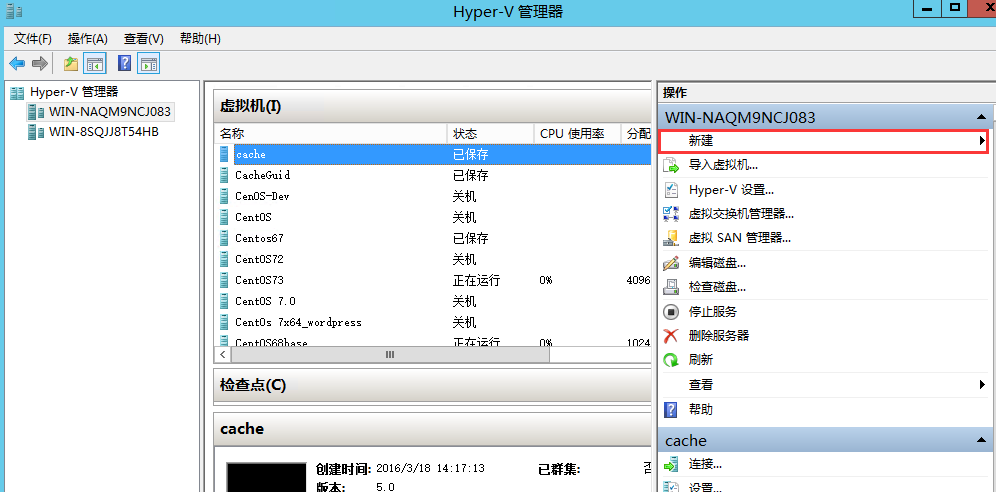 Hyper-V 管理器
文件(F) 操作(A) 查看(V) 帮助(H)
Hyper-V 管理器
WIN-NAQM9NCJ083
WIN-8SQJJ8T54HB
虚拟机(I)
名称 状态 CPU 使用率 分配
cache 已保存
CacheGuid 已保存
CenOS-Dev 关机
CentOS 关机
Centos67 已保存
CentOS72 关机
CentOS73 正在运行 0% 4096
CentOS 7.0 关机
CentOs 7x64_wordpress 关机
CentOS68base 正在运行 0% 1024
检查点(C)
cache
创建时间: 2016/3/18 14:17:13 已群集: 否
版本: 5.0
操作
WIN-NAQM9NCJ083
新建
导入虚拟机...
Hyper-V 设置...
虚拟交换机管理器...
虚拟 SAN 管理器...
编辑磁盘...
检查磁盘...
停止服务
删除服务器
刷新
查看
帮助
cache
连接...
设置...